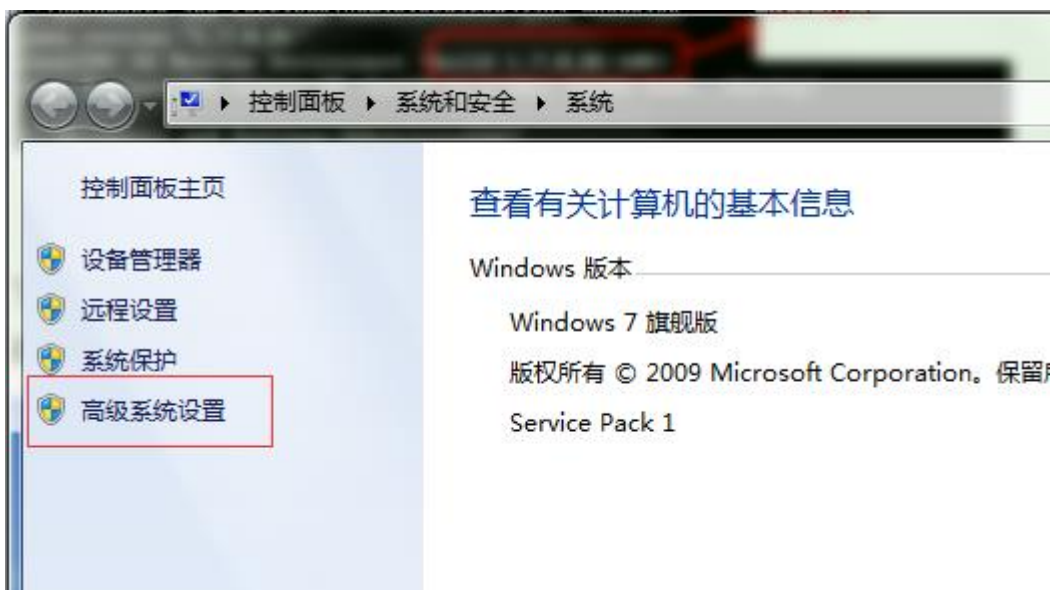 控制面板 系统和安全 系统
控制面板主页
设备管理器
远程设置
系统保护
高级系统设置
查看有关计算机的基本信息
Windows 版本
Windows 7 旗舰版
版权所有 © 2009 Microsoft Corporation。保留
Service Pack 1